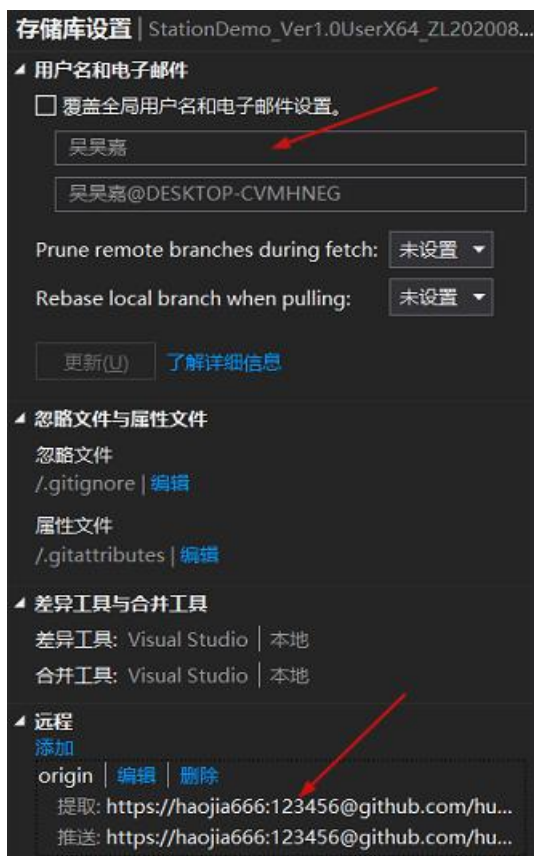 存储库设置 | StationDemo_Ver1.0UserX64_ZL202008...
用户名和电子邮件
覆盖全局用户名和电子邮件设置。
吴昊嘉
吴昊嘉@DESKTOP-CVMHNEG
Prune remote branches during fetch: 未设置
Rebase local branch when pulling: 未设置
更新(U) 了解详细信息
忽略文件与属性文件
忽略文件
/.gitignore | 编辑
属性文件
/.gitattributes | 编辑
差异工具与合并工具
差异工具: Visual Studio | 本地
合并工具: Visual Studio | 本地
远程
添加
origin | 编辑 | 删除
提取: https://haojia666:123456@github.com/hu...
推送: https://haojia666:123456@github.com/hu...